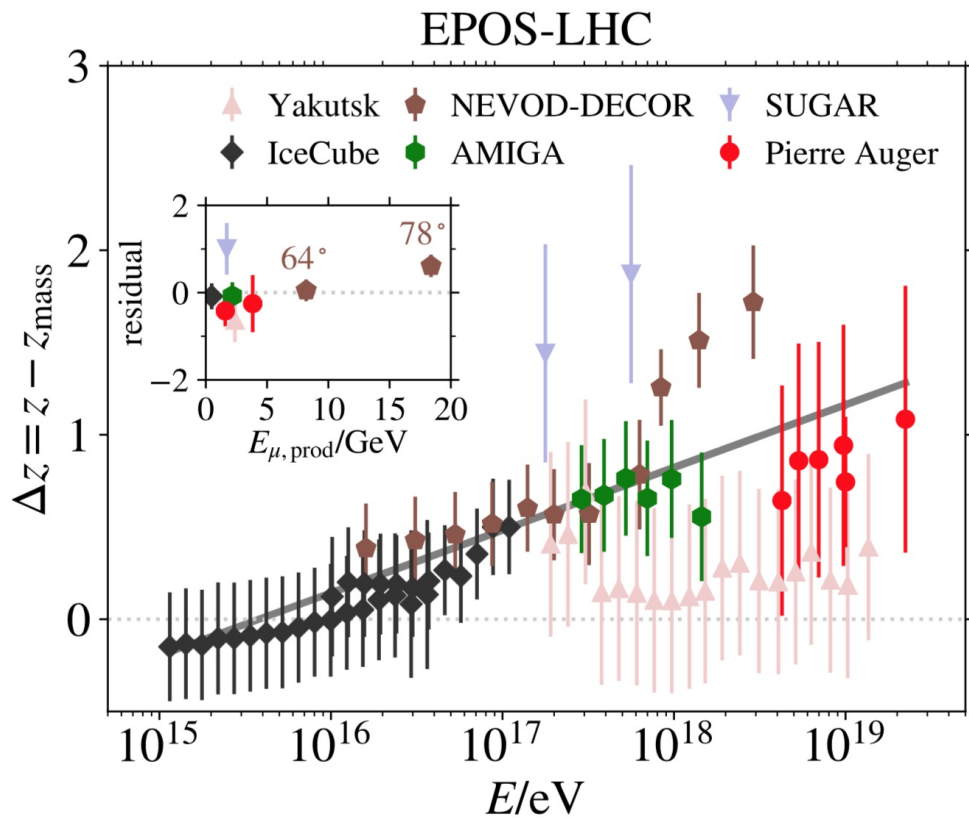 EPOS-LHC
3
Yakutsk NEVOD-DECOR SUGAR
IceCube AMIGA Pierre Auger
2
78°
64°
residual
0
−2
0 5 10 15 20
E_μ, prod/GeV
2
1
0
Δz = z − z_mass
10^15 10^16 10^17 10^18 10^19
E/eV